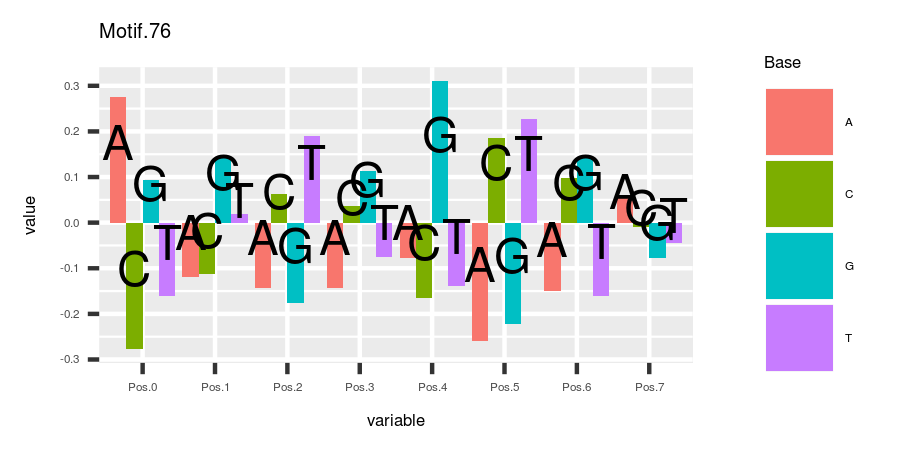 Motif.76
value
0.3
0.2
0.1
0.0
-0.1
-0.2
-0.3
A C G T A C G T A C G T A C G T A C G T A C G T A C G T A C G T
Pos.0 Pos.1 Pos.2 Pos.3 Pos.4 Pos.5 Pos.6 Pos.7
variable
Base
A
C
G
T